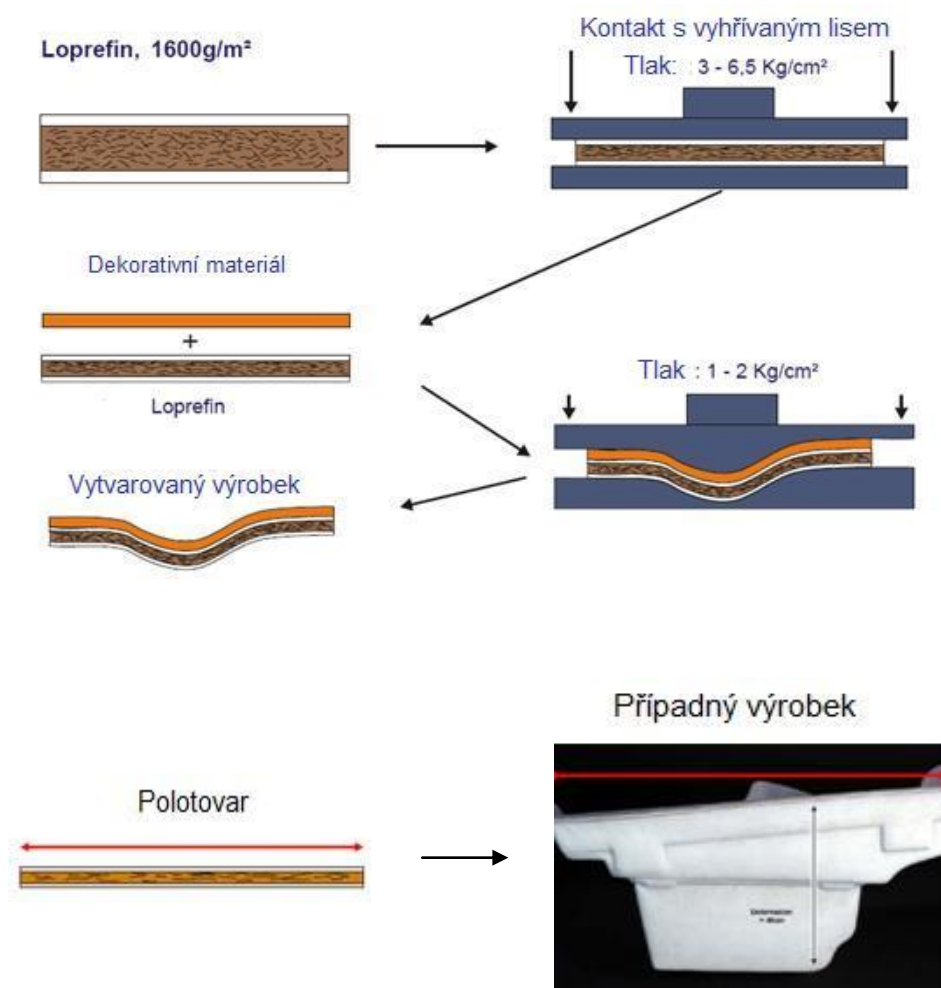 Loprefin, 1600g/m²
Kontakt s vyhřívaným lisem
Tlak: : 3 - 6,5 Kg/cm²
Dekorativní materiál
+
Loprefin
Tlak : 1 - 2 Kg/cm²
Vytvarovaný výrobek
Případný výrobek
Polotovar